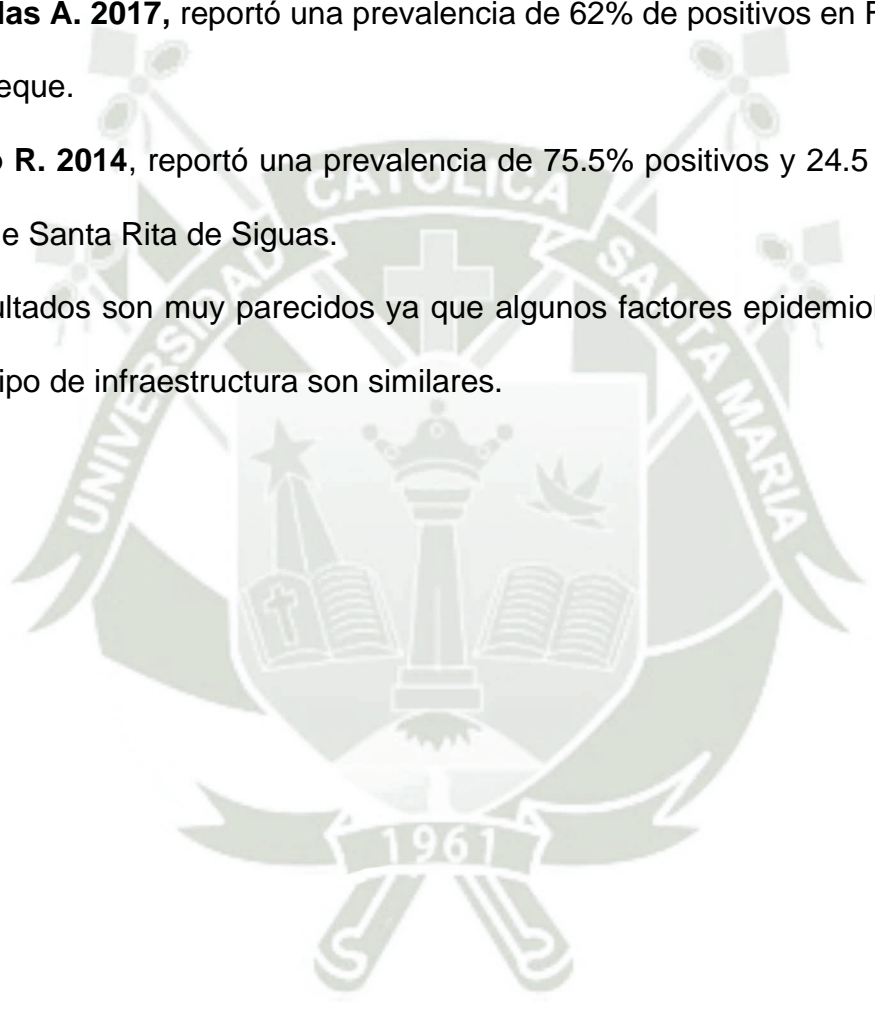 las A. 2017, reportó una prevalencia de 62% de positivos en
eque.
R. 2014, reportó una prevalencia de 75.5% positivos y 24.5
e Santa Rita de Siguas.
ultados son muy parecidos ya que algunos factores epidemiol
ipo de infraestructura son similares.
UNIVERSIDAD CATOLICA SANTA MARIA
1961